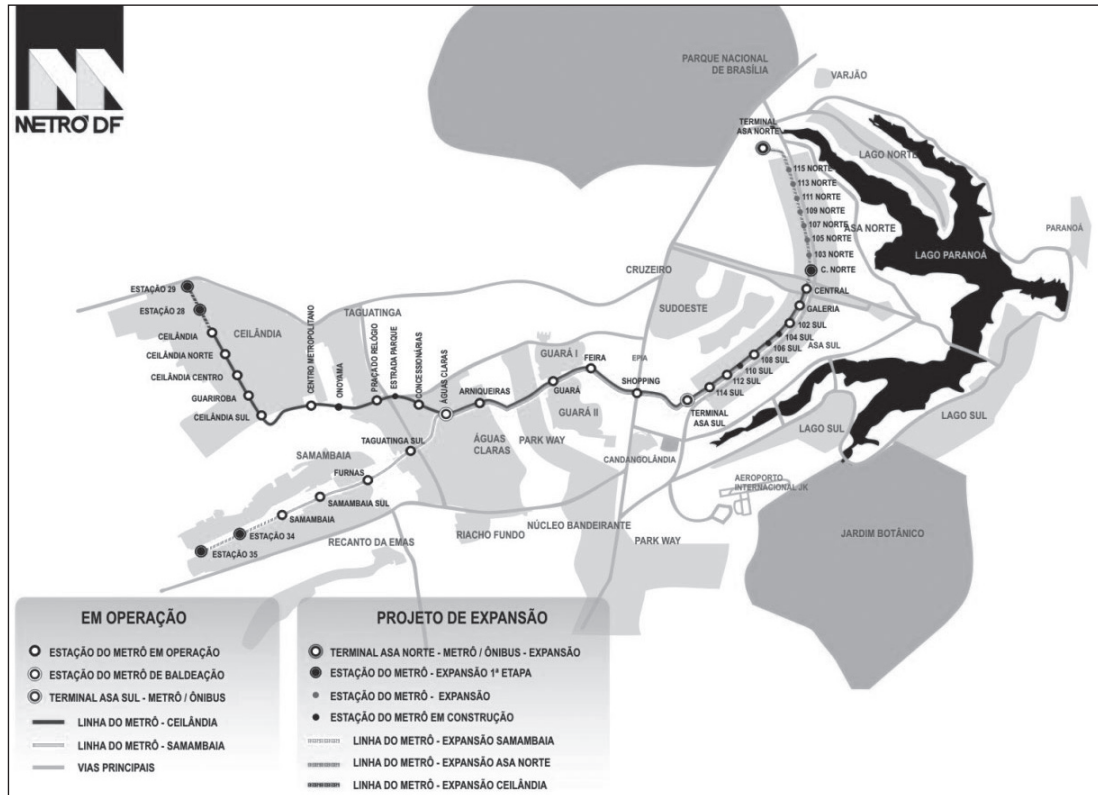 METRÔ DF
PARQUE NACIONAL
DE BRASÍLIA
VARJÃO
TERMINAL
ASA NORTE
LAGO NORTE
115 NORTE
113 NORTE
111 NORTE
109 NORTE
107 NORTE
105 NORTE
103 NORTE
ASA NORTE
C. NORTE
LAGO PARANOÁ
PARANOÁ
CRUZEIRO
SUDOESTE
CENTRAL
GALERIA
102 SUL
104 SUL
106 SUL
ASA SUL
108 SUL
110 SUL
112 SUL
114 SUL
TERMINAL
ASA SUL
ESTAÇÃO 29
ESTAÇÃO 28
CEILÂNDIA
CEILÂNDIA
CEILÂNDIA NORTE
CEILÂNDIA CENTRO
GUARIROBA
CEILÂNDIA SUL
TAGUATINGA
CENTRO METROPOLITANO
ONOYAMA
PRAÇA DO RELÓGIO
ESTRADA PARQUE
CONCESSIONÁRIAS
ÁGUAS CLARAS
ARNIQUEIRAS
GUARÁ I
FEIRA
GUARÁ
GUARÁ II
EPIA
SHOPPING
TAGUATINGA SUL
ÁGUAS
CLARAS
PARK WAY
CANDANGOLÂNDIA
LAGO SUL
LAGO SUL
SAMAMBAIA
FURNAS
SAMAMBAIA SUL
SAMAMBAIA
ESTAÇÃO 34
ESTAÇÃO 35
RECANTO DA EMAS
RIACHO FUNDO
NÚCLEO BANDEIRANTE
PARK WAY
AEROPORTO
INTERNACIONAL JK
JARDIM BOTÂNICO
EM OPERAÇÃO
ESTAÇÃO DO METRÔ EM OPERAÇÃO
ESTAÇÃO DO METRÔ DE BALDEAÇÃO
TERMINAL ASA SUL - METRÔ / ÔNIBUS
LINHA DO METRÔ - CEILÂNDIA
LINHA DO METRÔ - SAMAMBAIA
VIAS PRINCIPAIS
PROJETO DE EXPANSÃO
TERMINAL ASA NORTE - METRÔ / ÔNIBUS - EXPANSÃO
ESTAÇÃO DO METRÔ - EXPANSÃO 1ª ETAPA
ESTAÇÃO DO METRÔ - EXPANSÃO
ESTAÇÃO DO METRÔ EM CONSTRUÇÃO
LINHA DO METRÔ - EXPANSÃO SAMAMBAIA
LINHA DO METRÔ - EXPANSÃO ASA NORTE
LINHA DO METRÔ - EXPANSÃO CEILÂNDIA